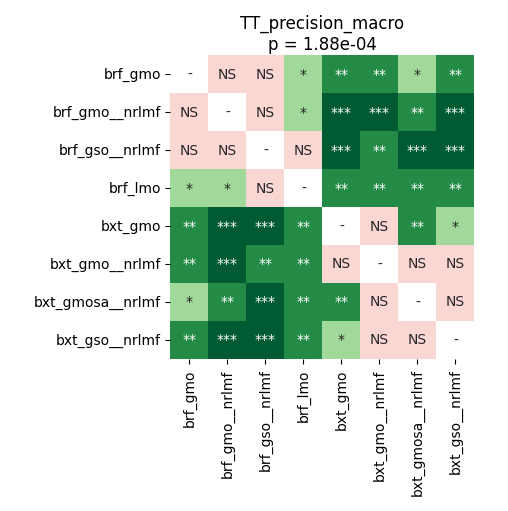 TT_precision_macro
p = 1.88e-04
brf_gmo - NS NS * ** ** * **
brf_gmo__nrlmf NS - NS * *** *** ** ***
brf_gso__nrlmf NS NS - NS *** ** *** ***
brf_lmo * * NS - ** ** ** **
bxt_gmo ** *** *** ** - NS ** *
bxt_gmo__nrlmf ** *** ** ** NS - NS NS
bxt_gmosa__nrlmf * ** *** ** ** NS - NS
bxt_gso__nrlmf ** *** *** ** * NS NS -
brf_gmo
brf_gmo__nrlmf
brf_gso__nrlmf
brf_lmo
bxt_gmo
bxt_gmo__nrlmf
bxt_gmosa__nrlmf
bxt_gso__nrlmf